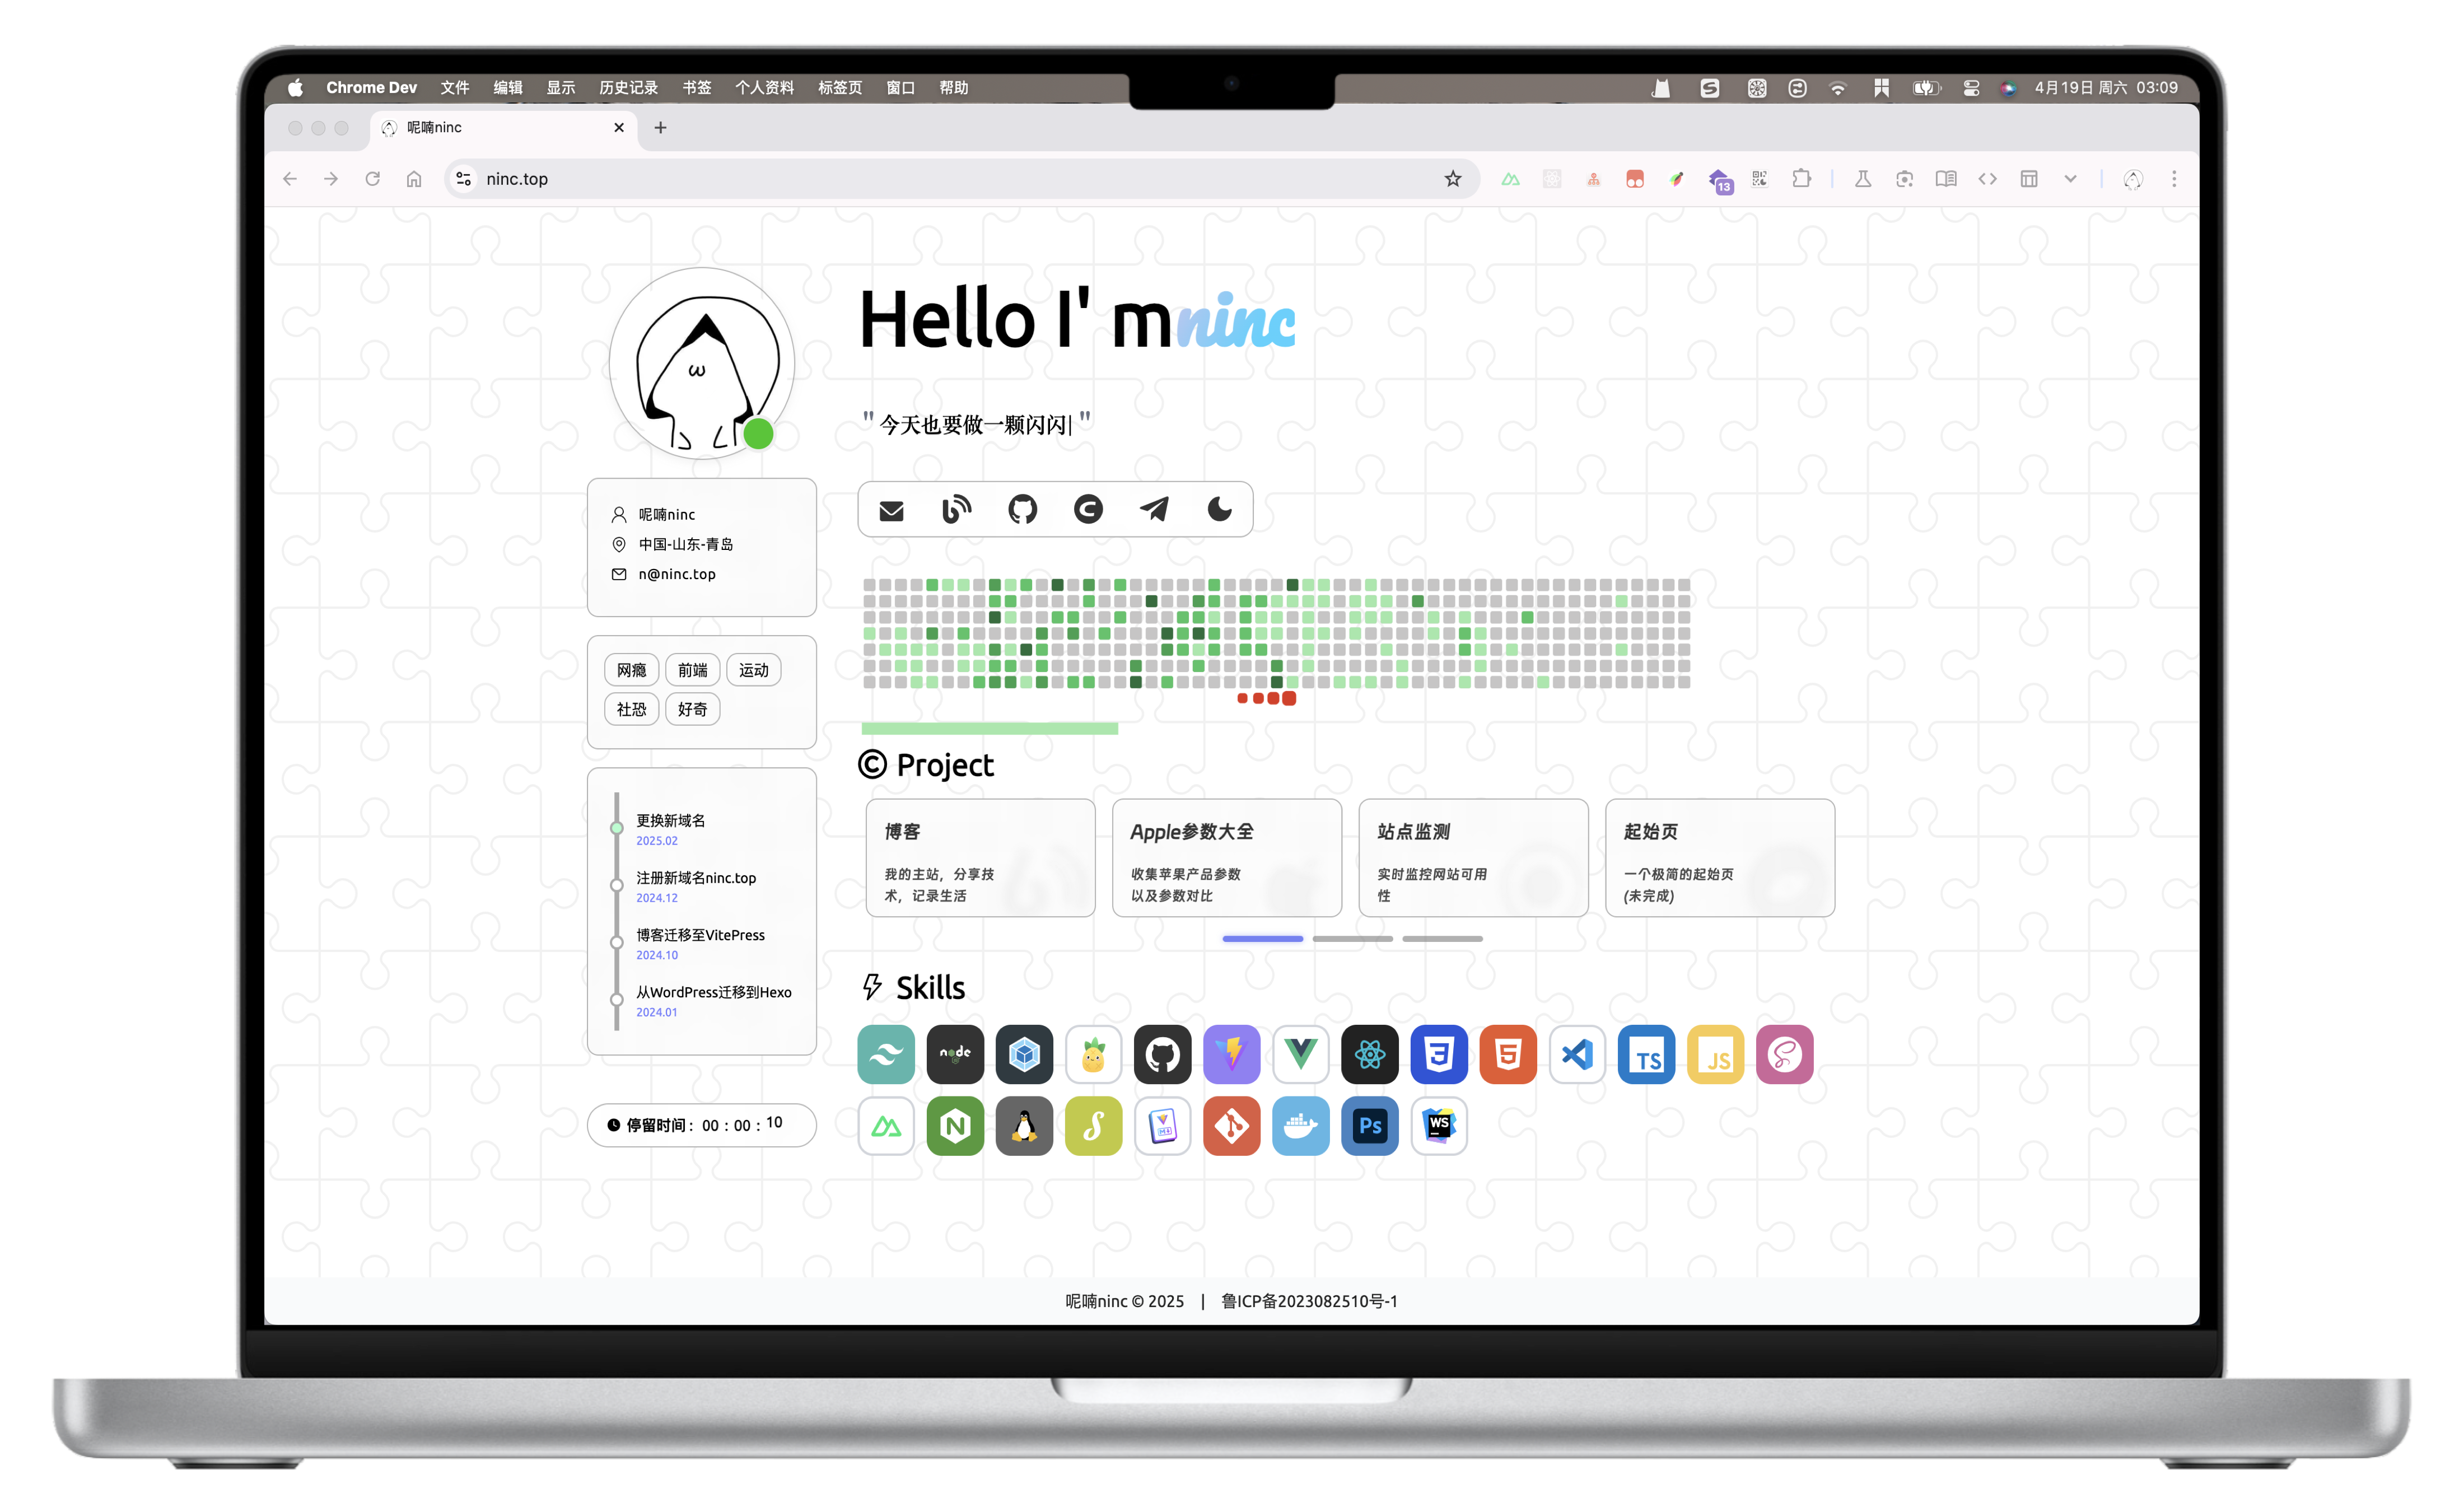 Chrome Dev 文件 编辑 显示 历史记录 书签 个人资料 标签页 窗口 帮助 4月19日 周六 03:09
呢喃ninc
ninc.top
13
Hello I' m ninc
" 今天也要做一颗闪闪| "
呢喃ninc
中国-山东-青岛
n@ninc.top
网瘾 前端 运动
社恐 好奇
更换新域名
2025.02
注册新域名ninc.top
2024.12
博客迁移至VitePress
2024.10
从WordPress迁移到Hexo
2024.01
停留时间： 00 : 00 : 10
© Project
博客
我的主站，分享技
术，记录生活
Apple参数大全
收集苹果产品参数
以及参数对比
站点监测
实时监控网站可用
性
起始页
一个极简的起始页
(未完成)
Skills
node
TS
JS
Ps
WS
呢喃ninc © 2025 | 鲁ICP备2023082510号-1